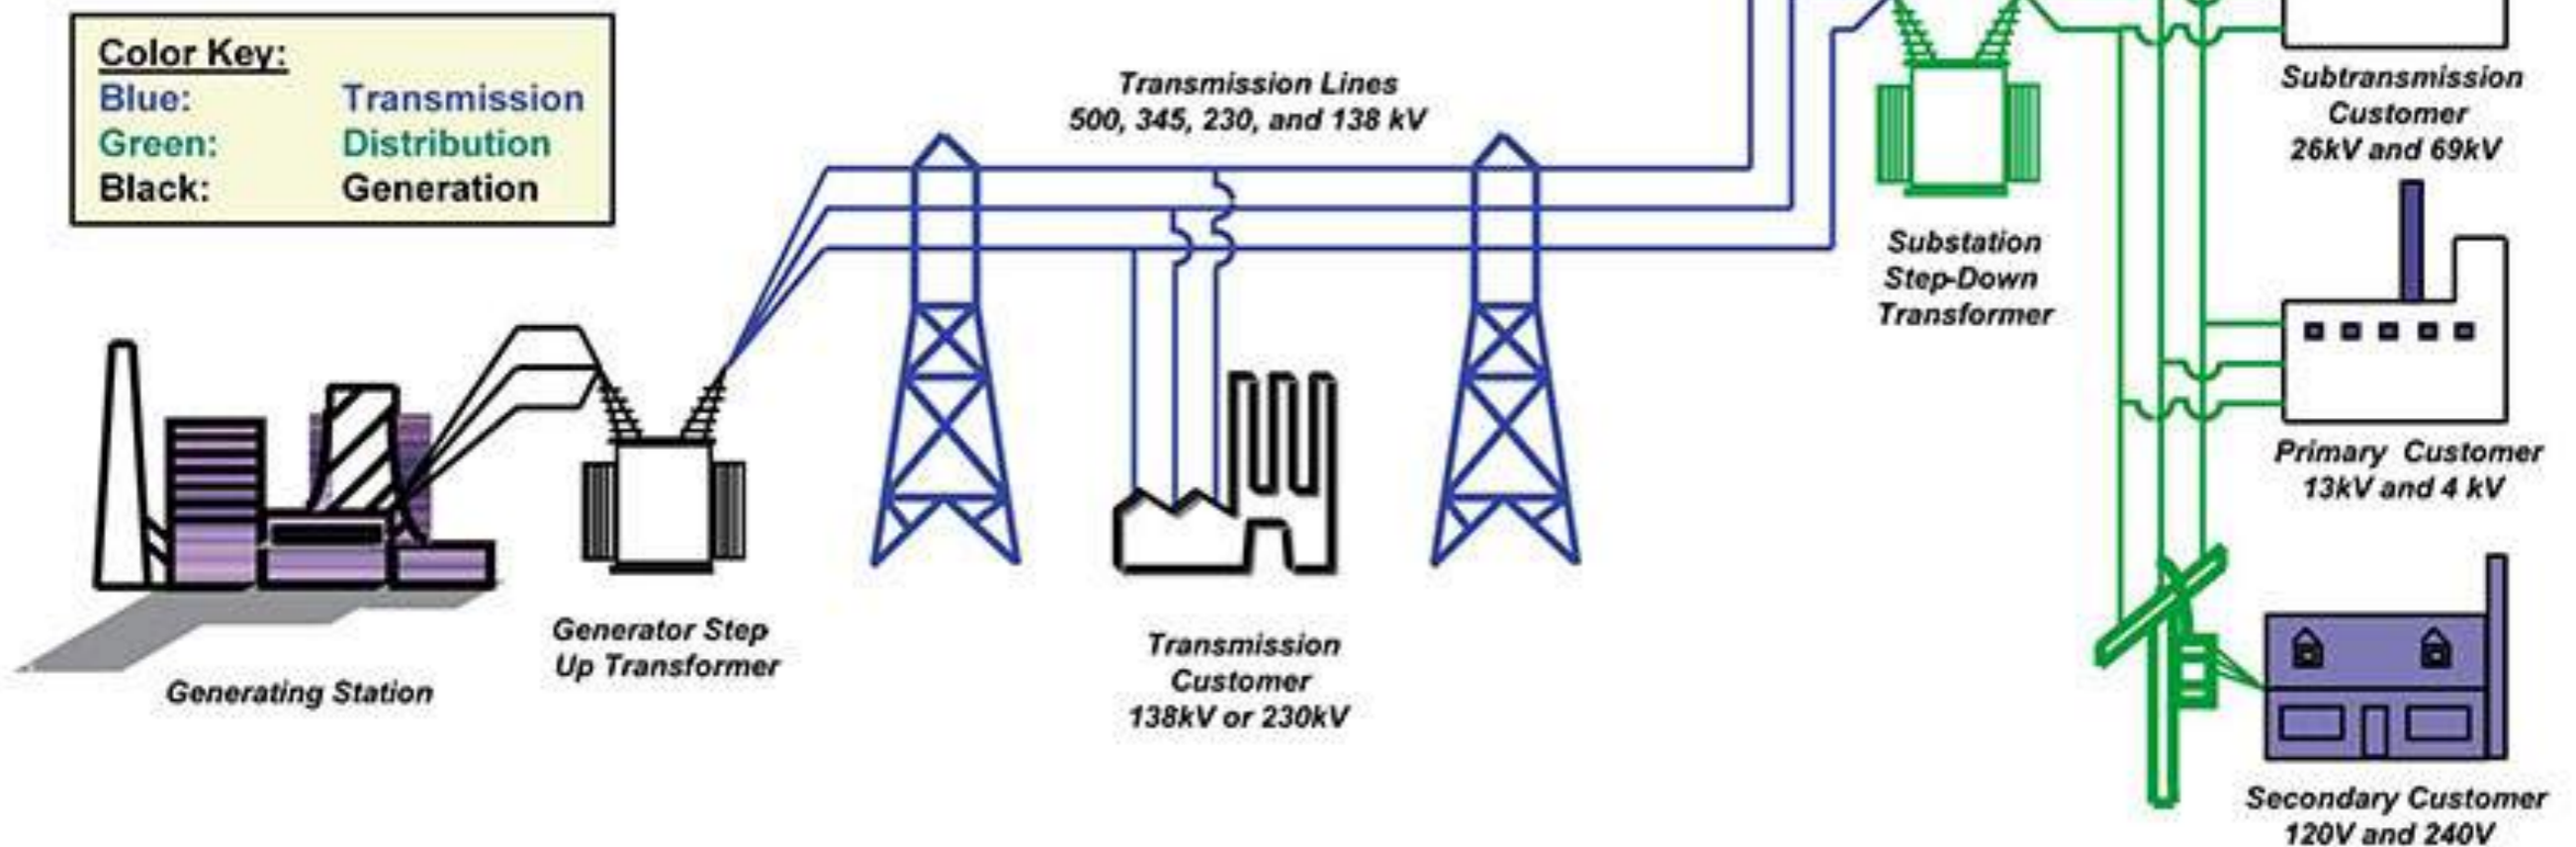 Color Key:
Blue: Transmission
Green: Distribution
Black: Generation
Transmission Lines
500, 345, 230, and 138 kV
Subtransmission
Customer
26kV and 69kV
Substation
Step-Down
Transformer
Primary Customer
13kV and 4 kV
Generator Step
Up Transformer
Generating Station
Transmission
Customer
138kV or 230kV
Secondary Customer
120V and 240V